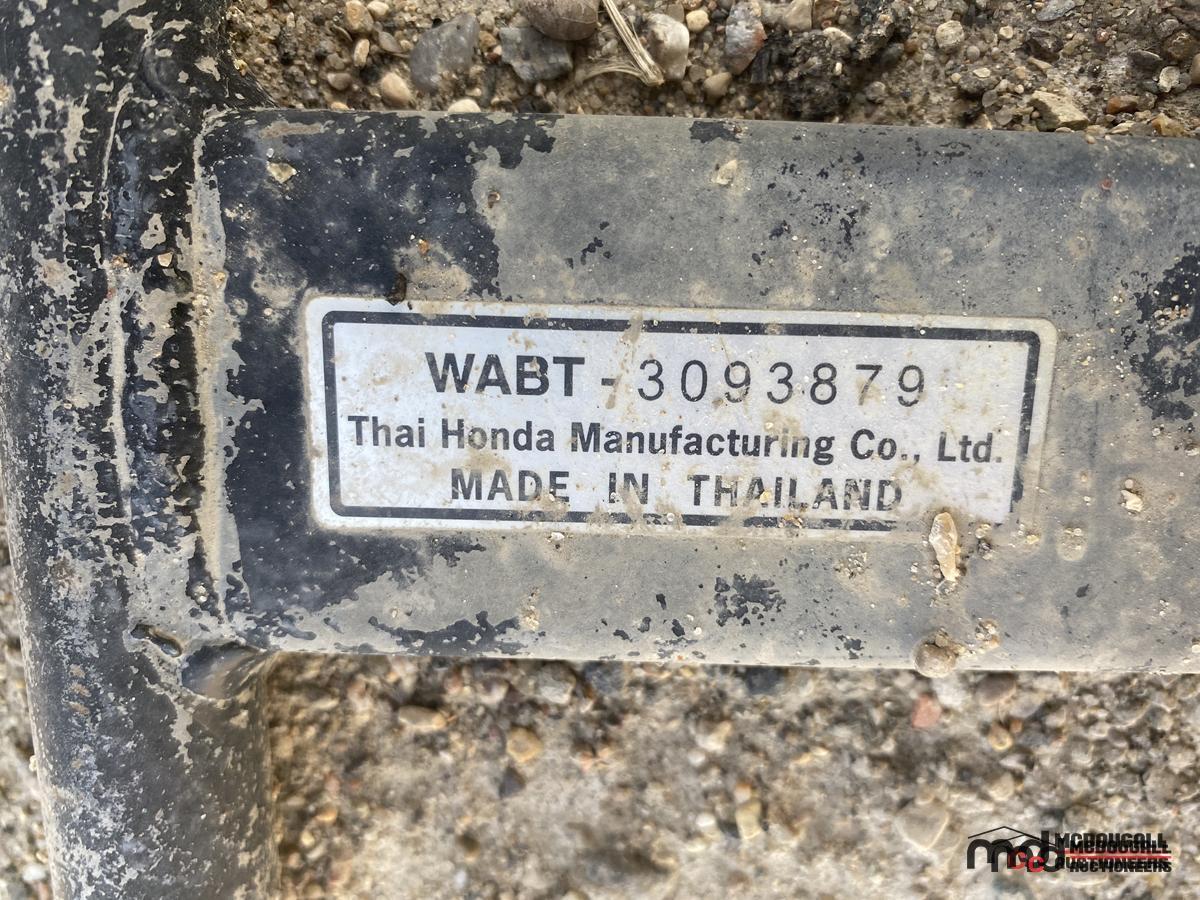 WABT-3093879
Thai Honda Manufacturing Co., Ltd.
MADE IN THAILAND
McDOUGALL
AUCTIONEERS